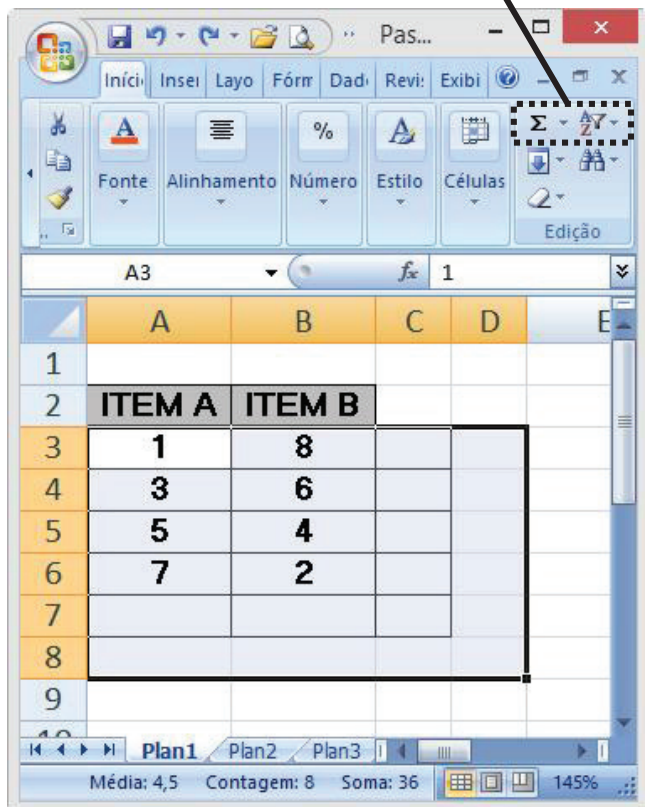 Pas...
Iníci Inser Layo Fórm Dad Revi: Exibi
A % A Σ A Z
Fonte Alinhamento Número Estilo Células
Edição
A3 fx 1
A B C D E
1
2 ITEM A ITEM B
3 1 8
4 3 6
5 5 4
6 7 2
7
8
9
10
Plan1 Plan2 Plan3
Média: 4,5 Contagem: 8 Soma: 36 145%